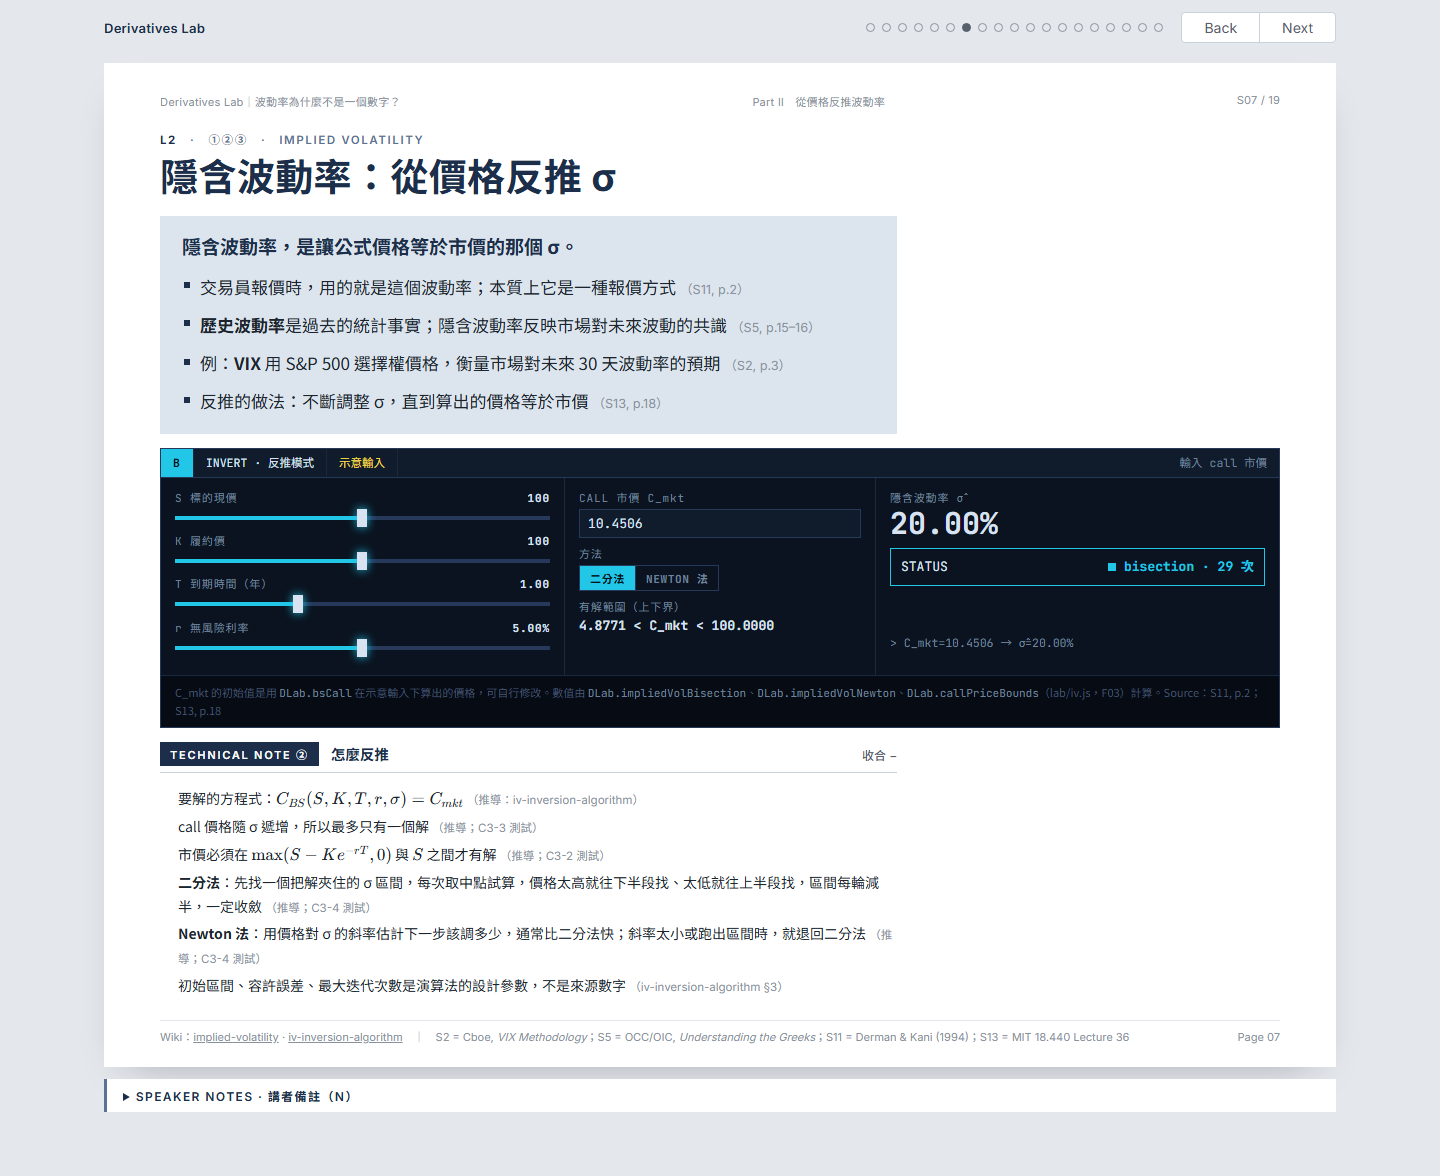 Derivatives Lab
Back
Next
Derivatives Lab | 波動率為什麼不是一個數字？
Part II 從價格反推波動率
S07 / 19
L2 · ①②③ · IMPLIED VOLATILITY
隱含波動率：從價格反推 σ
隱含波動率，是讓公式價格等於市價的那個 σ。
交易員報價時，用的就是這個波動率；本質上它是一種報價方式（S11, p.2）
歷史波動率是過去的統計事實；隱含波動率反映市場對未來波動的共識（S5, p.15–16）
例：VIX 用 S&P 500 選擇權價格，衡量市場對未來 30 天波動率的預期（S2, p.3）
反推的做法：不斷調整 σ，直到算出的價格等於市價（S13, p.18）
B
INVERT · 反推模式
示意輸入
輸入 call 市價
S 標的現價
100
K 履約價
100
T 到期時間（年）
1.00
r 無風險利率
5.00%
CALL 市價 C_mkt
10.4506
方法
二分法
NEWTON 法
有解範圍（上下界）
4.8771 < C_mkt < 100.0000
隱含波動率 σ̂
20.00%
STATUS
■ bisection · 29 次
> C_mkt=10.4506 → σ̂=20.00%
C_mkt 的初始值是用 DLab.bsCall 在示意輸入下算出的價格，可自行修改。數值由 DLab.impliedVolBisection、DLab.impliedVolNewton、DLab.callPriceBounds（lab/iv.js，F03）計算。Source：S11, p.2；
S13, p.18
TECHNICAL NOTE ②
怎麼反推
收合 –
要解的方程式：C_{BS}(S, K, T, r, σ) = C_{mkt}（推導：iv-inversion-algorithm）
call 價格隨 σ 遞增，所以最多只有一個解（推導；C3-3 測試）
市價必須在 max(S − Ke^{−rT}, 0) 與 S 之間才有解（推導；C3-2 測試）
二分法：先找一個把解夾住的 σ 區間，每次取中點試算，價格太高就往下半段找、太低就往上半段找，區間每輪減
半，一定收斂（推導；C3-4 測試）
Newton 法：用價格對 σ 的斜率估計下一步該調多少，通常比二分法快；斜率太小或跑出區間時，就退回二分法（推
導；C3-4 測試）
初始區間、容許誤差、最大迭代次數是演算法的設計參數，不是來源數字（iv-inversion-algorithm §3）
Wiki：implied-volatility · iv-inversion-algorithm | S2 = Cboe, VIX Methodology；S5 = OCC/OIC, Understanding the Greeks；S11 = Derman & Kani (1994)；S13 = MIT 18.440 Lecture 36
Page 07
▶ SPEAKER NOTES · 講者備註（N）